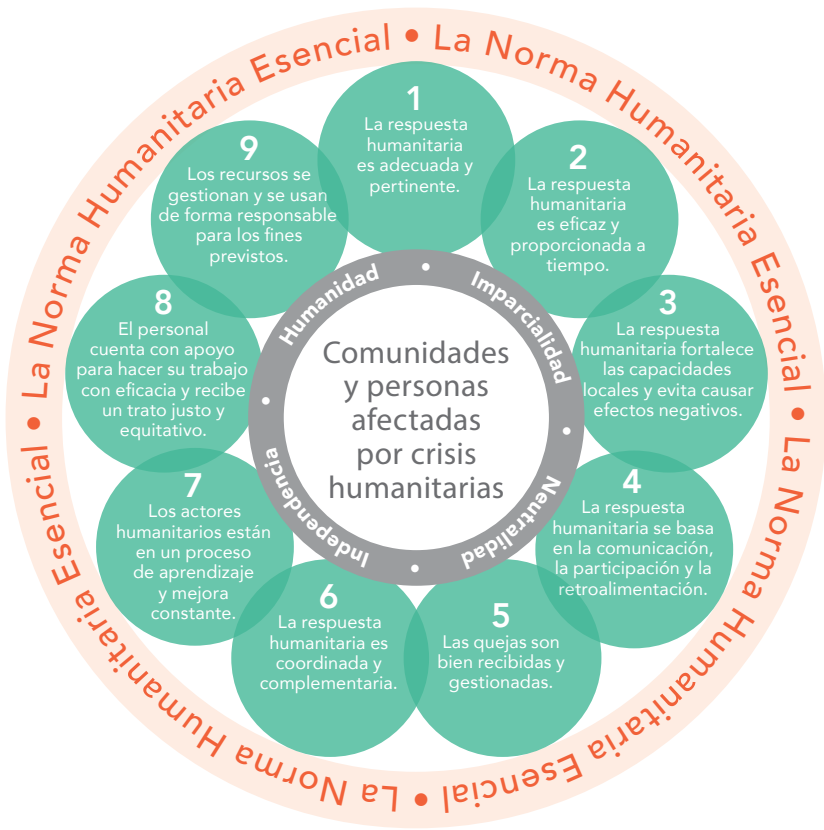 La Norma Humanitaria Esencial • La Norma Humanitaria Esencial • La Norma Humanitaria Esencial • La Norma Humanitaria Esencial •
1
La respuesta
humanitaria
es adecuada y
pertinente.
2
La respuesta
humanitaria
es eficaz y
proporcionada a
tiempo.
3
La respuesta
humanitaria fortalece
las capacidades
locales y evita causar
efectos negativos.
4
La respuesta
humanitaria se basa
en la comunicación,
la participación y la
retroalimentación.
5
Las quejas son
bien recibidas y
gestionadas.
6
La respuesta
humanitaria es
coordinada y
complementaria.
7
Los actores
humanitarios están
en un proceso
de aprendizaje
y mejora
constante.
8
El personal
cuenta con apoyo
para hacer su trabajo
con eficacia y recibe
un trato justo y
equitativo.
9
Los recursos se
gestionan y se usan
de forma responsable
para los fines
previstos.
Humanidad • Imparcialidad • Neutralidad • Independencia •
Comunidades
y personas
afectadas
por crisis
humanitarias